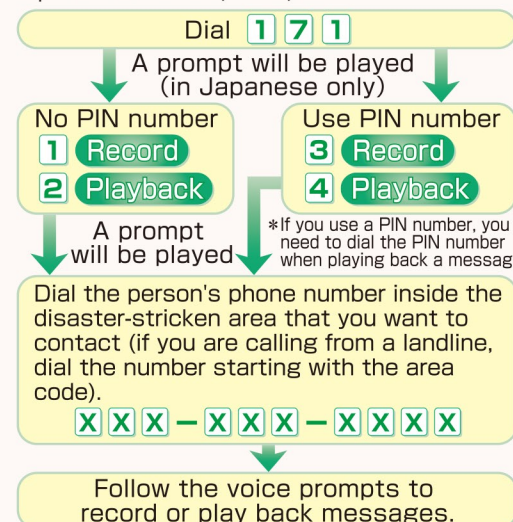 Dial 1 7 1
A prompt will be played
(in Japanese only)
No PIN number
1 Record
2 Playback
Use PIN number
3 Record
4 Playback
*If you use a PIN number, you
need to dial the PIN number
when playing back a messag
A prompt
will be played
Dial the person's phone number inside the
disaster-stricken area that you want to
contact (if you are calling from a landline,
dial the number starting with the area
code).
X X X – X X X – X X X X
Follow the voice prompts to
record or play back messages.